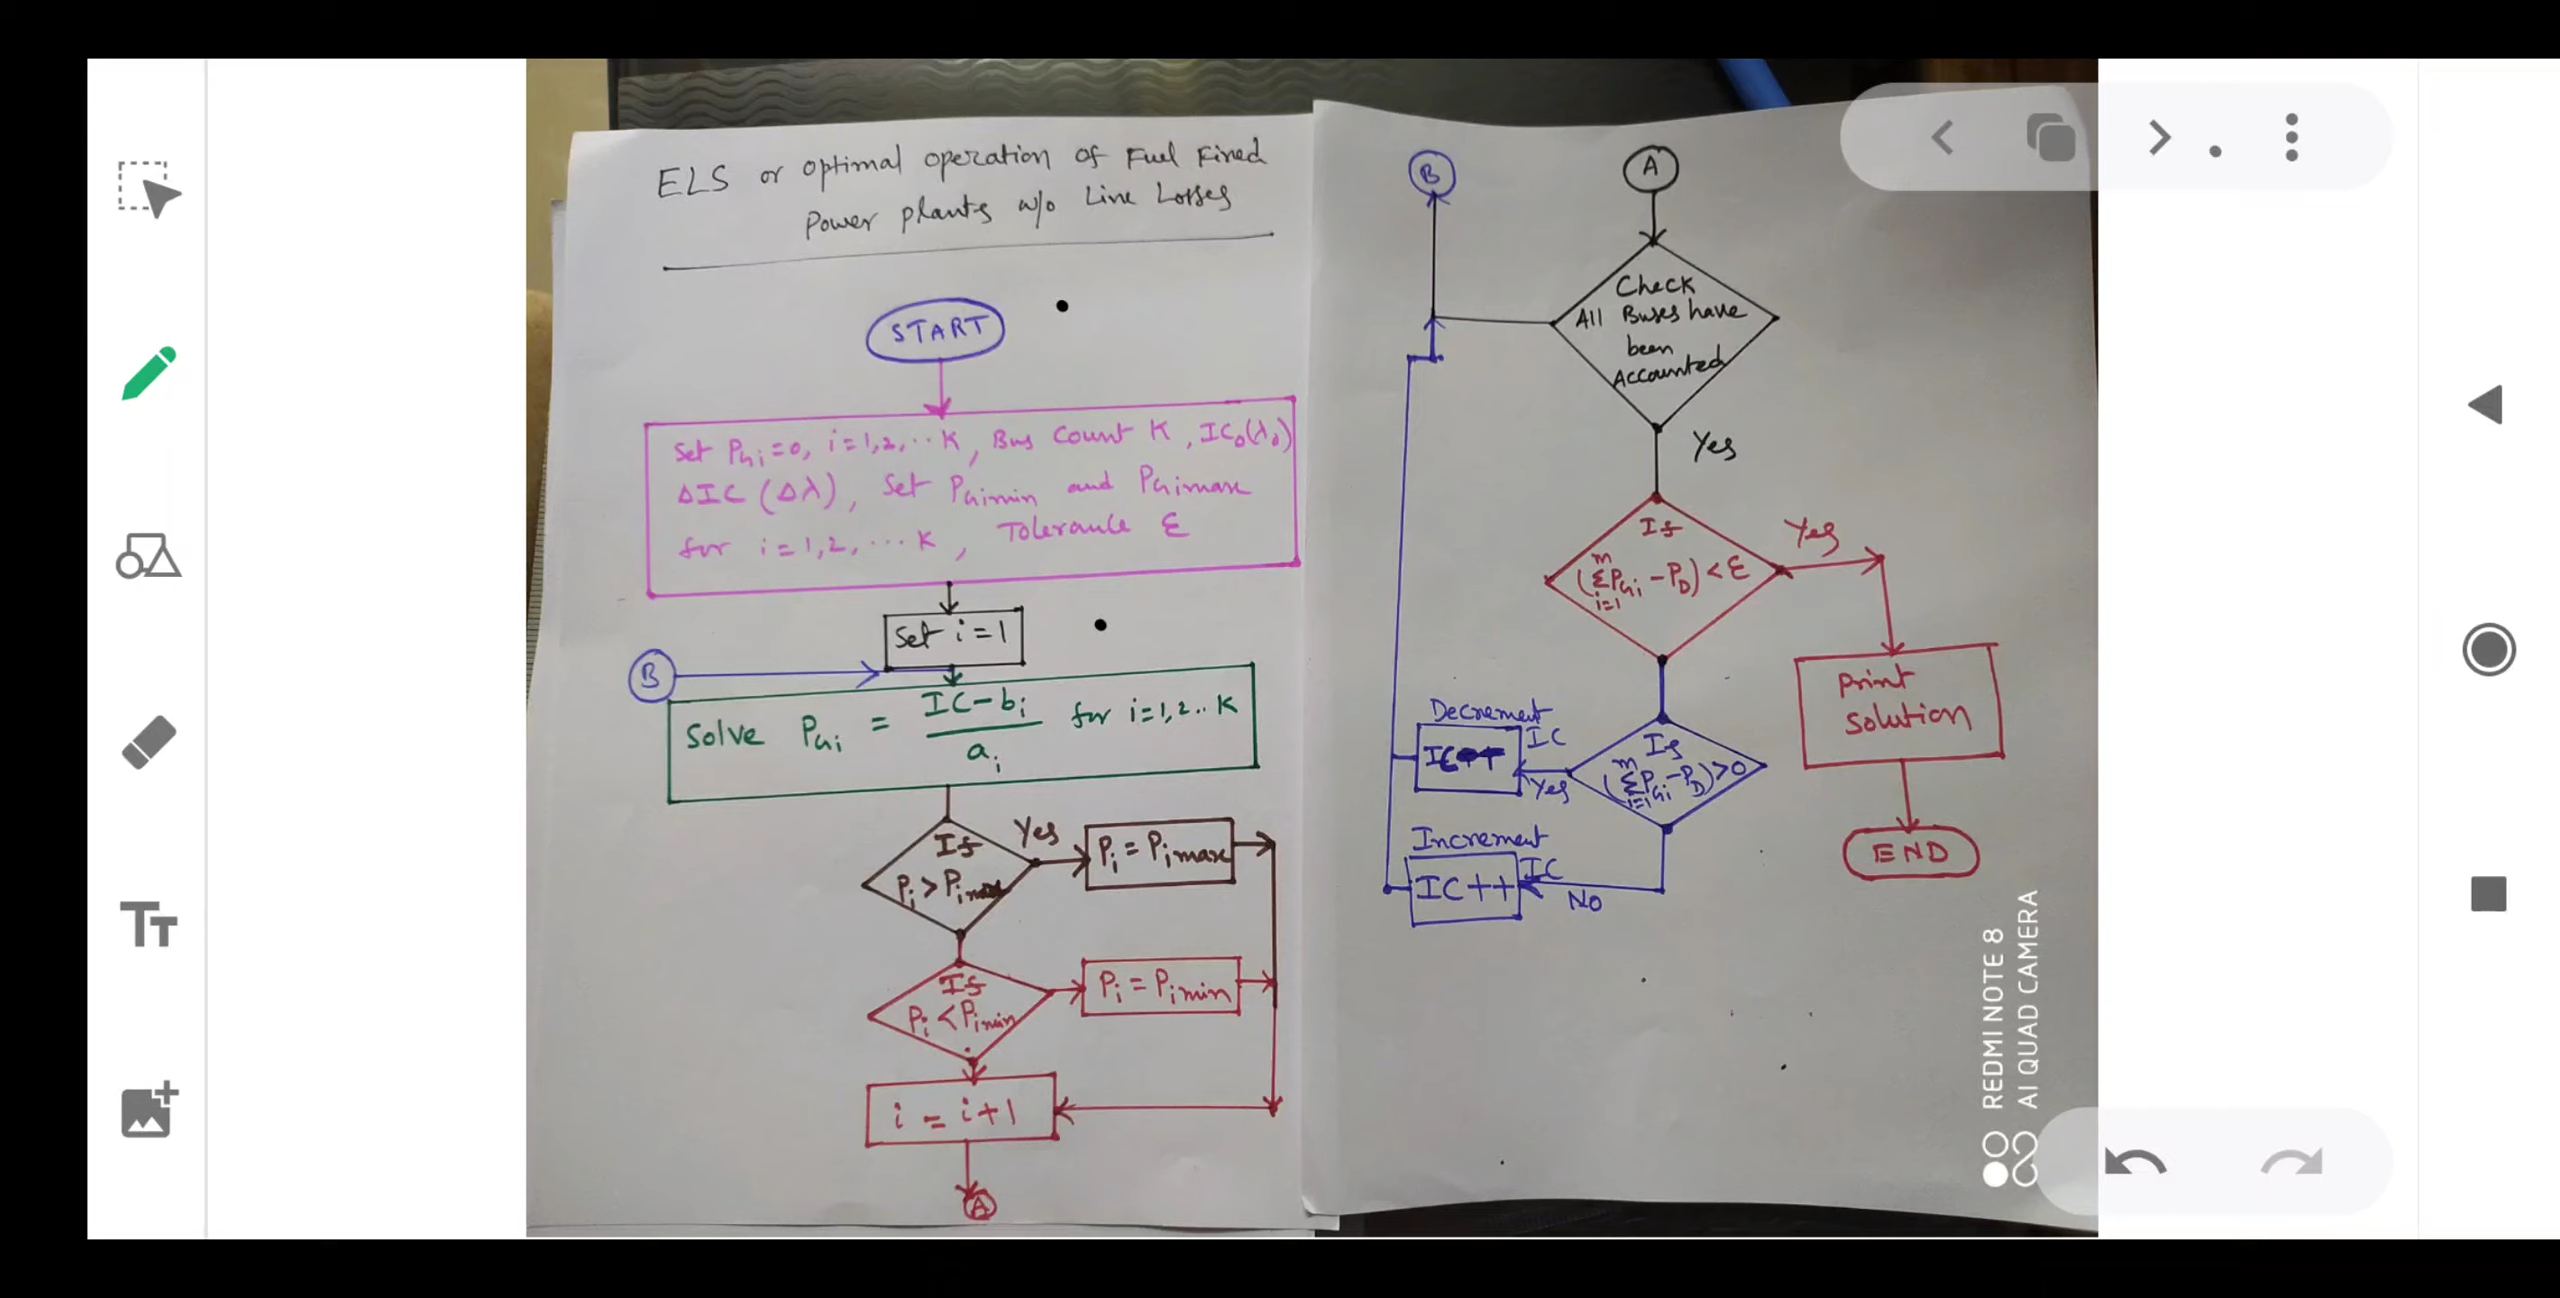 ELS or optimal operation of Fuel Fired
Power plants w/o Line Losses
START
Set PGi = 0, i = 1,2, .. K, Bus Count K, IC0(λ0)
ΔIC (Δλ), Set PGimin and PGimax
for i = 1,2, ... K, Tolerance ε
Set i = 1
B
Solve PGi = (IC - bi) / ai for i = 1,2.. K
If
Pi > Pimax
Yes
Pi = Pimax
If
Pi < Pimin
Pi = Pimin
i = i + 1
A
B
A
Check
All Buses have
been
Accounted
Yes
If
(Σ PGi - PD) < ε
m
i=1
Yes
Print
Solution
END
If
(Σ PGi - PD) > 0
m
i=1
Yes
Decrement
IC
Increment
IC
IC++
No
REDMI NOTE 8
AI QUAD CAMERA
TT